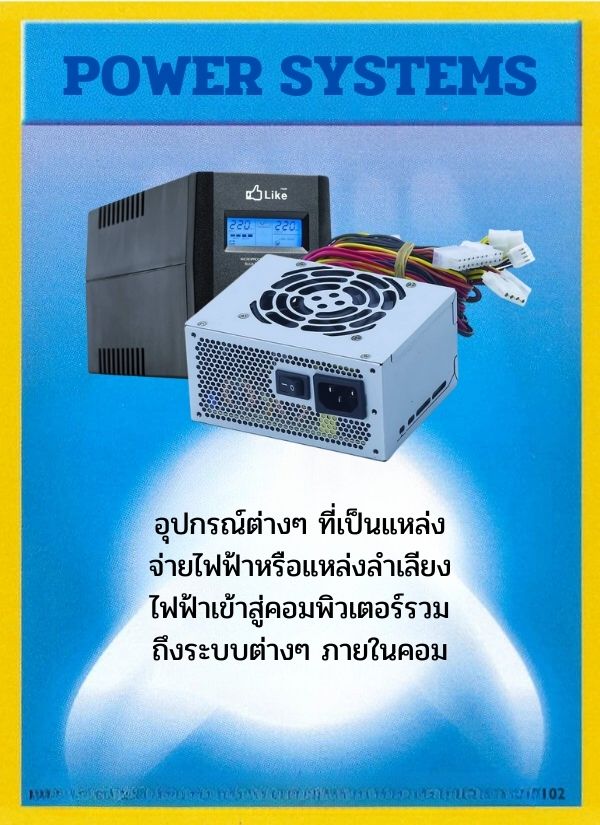 POWER SYSTEMS
Like
220 220
อุปกรณ์ต่างๆ ที่เป็นแหล่ง
จ่ายไฟฟ้าหรือแหล่งลำเลียง
ไฟฟ้าเข้าสู่คอมพิวเตอร์รวม
ถึงระบบต่างๆ ภายในคอม
102